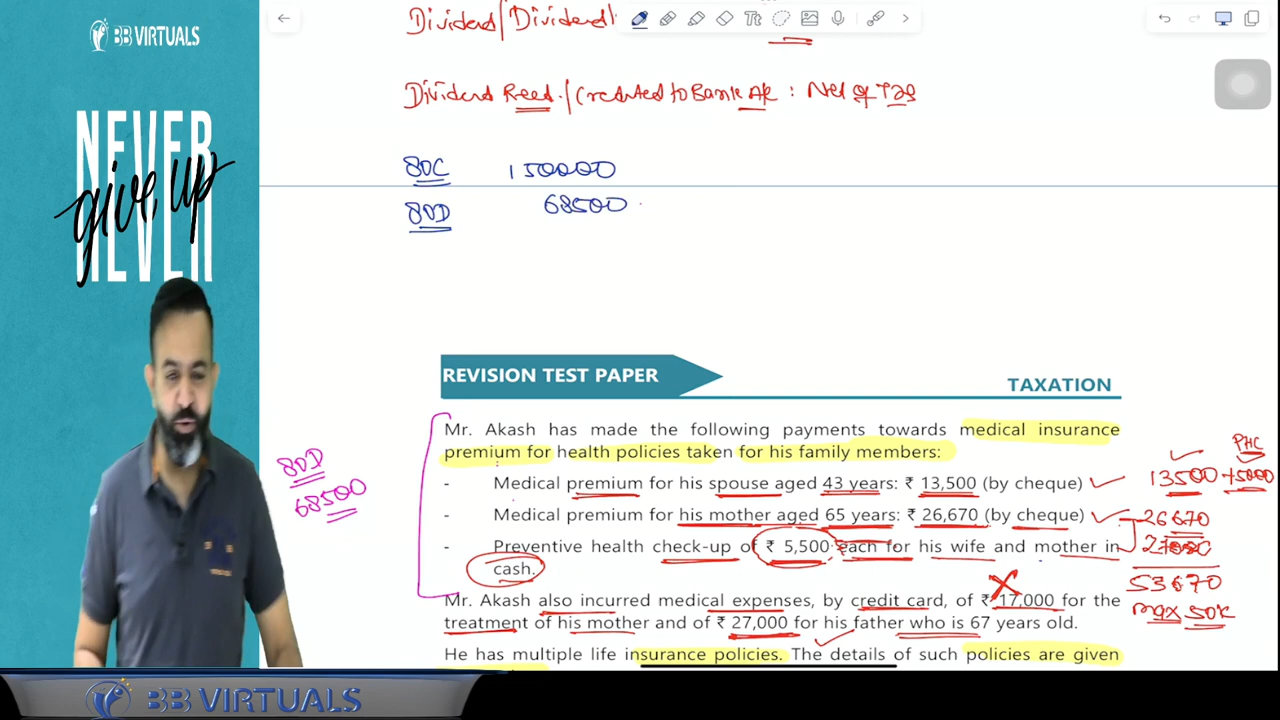 BB VIRTUALS
NEVER
give up
NEVER
Dividend/Dividend
Dividend Recd./Credited to Bank A/c : Net of TDS
80C 150000
80D 68500
REVISION TEST PAPER
TAXATION
Mr. Akash has made the following payments towards medical insurance
premium for health policies taken for his family members:
- Medical premium for his spouse aged 43 years: ₹ 13,500 (by cheque)
- Medical premium for his mother aged 65 years: ₹ 26,670 (by cheque)
- Preventive health check-up of ₹ 5,500 each for his wife and mother in
cash.
Mr. Akash also incurred medical expenses, by credit card, of ₹ 17,000 for the
treatment of his mother and of ₹ 27,000 for his father who is 67 years old.
He has multiple life insurance policies. The details of such policies are given
80D
68500
PHC
13500 +5000
26670
27000
53670
max 50K
BB VIRTUALS